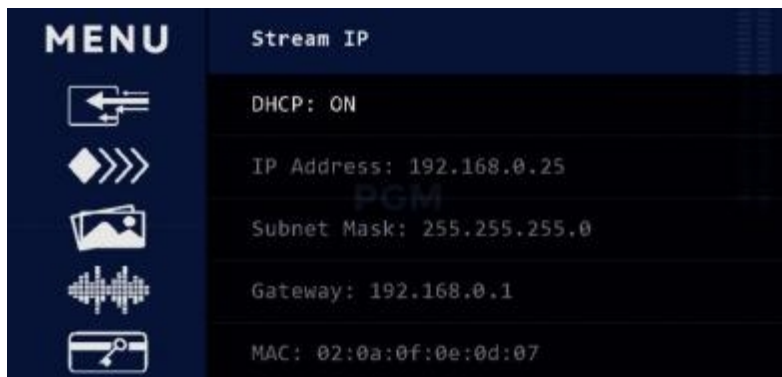 MENU
Stream IP
DHCP: ON
IP Address: 192.168.0.25
PGM
Subnet Mask: 255.255.255.0
Gateway: 192.168.0.1
MAC: 02:0a:0f:0e:0d:07